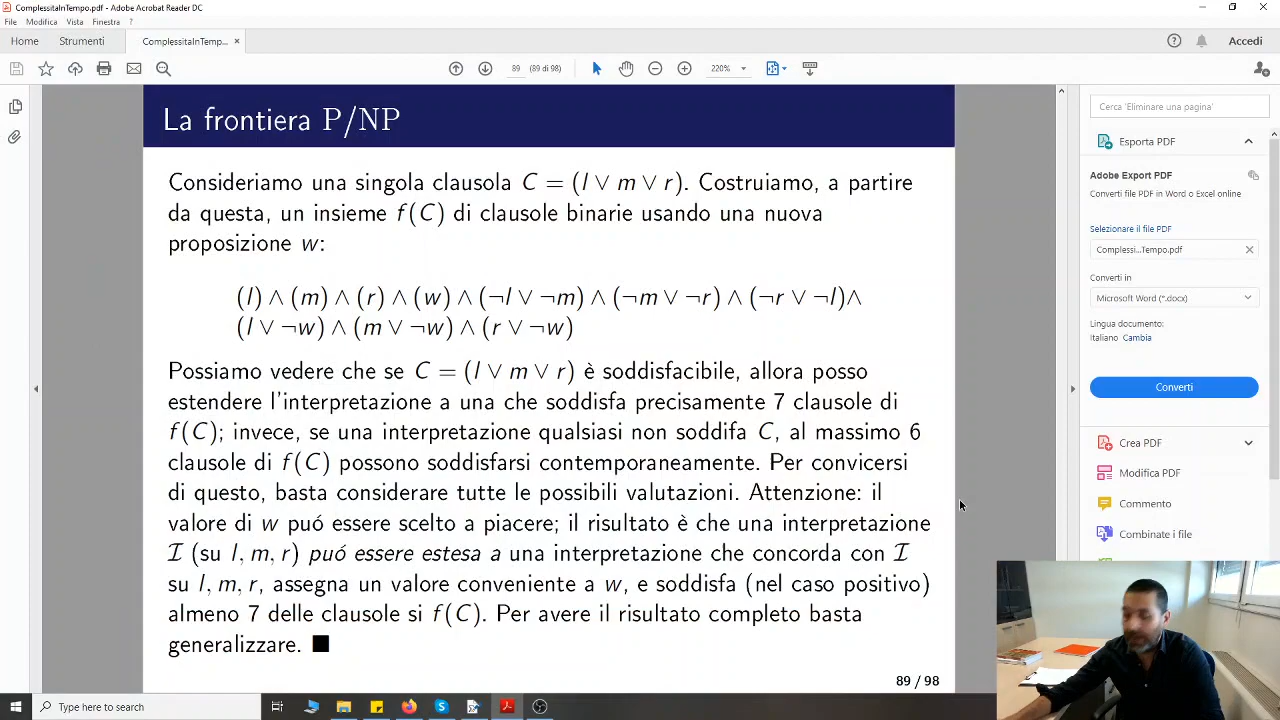 ComplessitaInTempo.pdf - Adobe Acrobat Reader DC
File Modifica Vista Finestra ?
Home Strumenti ComplessitaInTemp... × Accedi
89 (89 di 98) 220%
La frontiera P/NP
Consideriamo una singola clausola C = (l ∨ m ∨ r). Costruiamo, a partire
da questa, un insieme f(C) di clausole binarie usando una nuova
proposizione w:
(l) ∧ (m) ∧ (r) ∧ (w) ∧ (¬l ∨ ¬m) ∧ (¬m ∨ ¬r) ∧ (¬r ∨ ¬l)∧
(l ∨ ¬w) ∧ (m ∨ ¬w) ∧ (r ∨ ¬w)
Possiamo vedere che se C = (l ∨ m ∨ r) è soddisfacibile, allora posso
estendere l'interpretazione a una che soddisfa precisamente 7 clausole di
f(C); invece, se una interpretazione qualsiasi non soddifa C, al massimo 6
clausole di f(C) possono soddisfarsi contemporaneamente. Per convicersi
di questo, basta considerare tutte le possibili valutazioni. Attenzione: il
valore di w puó essere scelto a piacere; il risultato è che una interpretazione
I (su l, m, r) puó essere estesa a una interpretazione che concorda con I
su l, m, r, assegna un valore conveniente a w, e soddisfa (nel caso positivo)
almeno 7 delle clausole si f(C). Per avere il risultato completo basta
generalizzare. ■
89 / 98
Cerca 'Eliminare una pagina'
Esporta PDF
Adobe Export PDF
Converti file PDF in Word o Excel online
Selezionare il file PDF
Complessi...Tempo.pdf
Converti in
Microsoft Word (*.docx)
Lingua documento:
Italiano Cambia
Converti
Crea PDF
Modifica PDF
Commento
Combinate i file
Type here to search